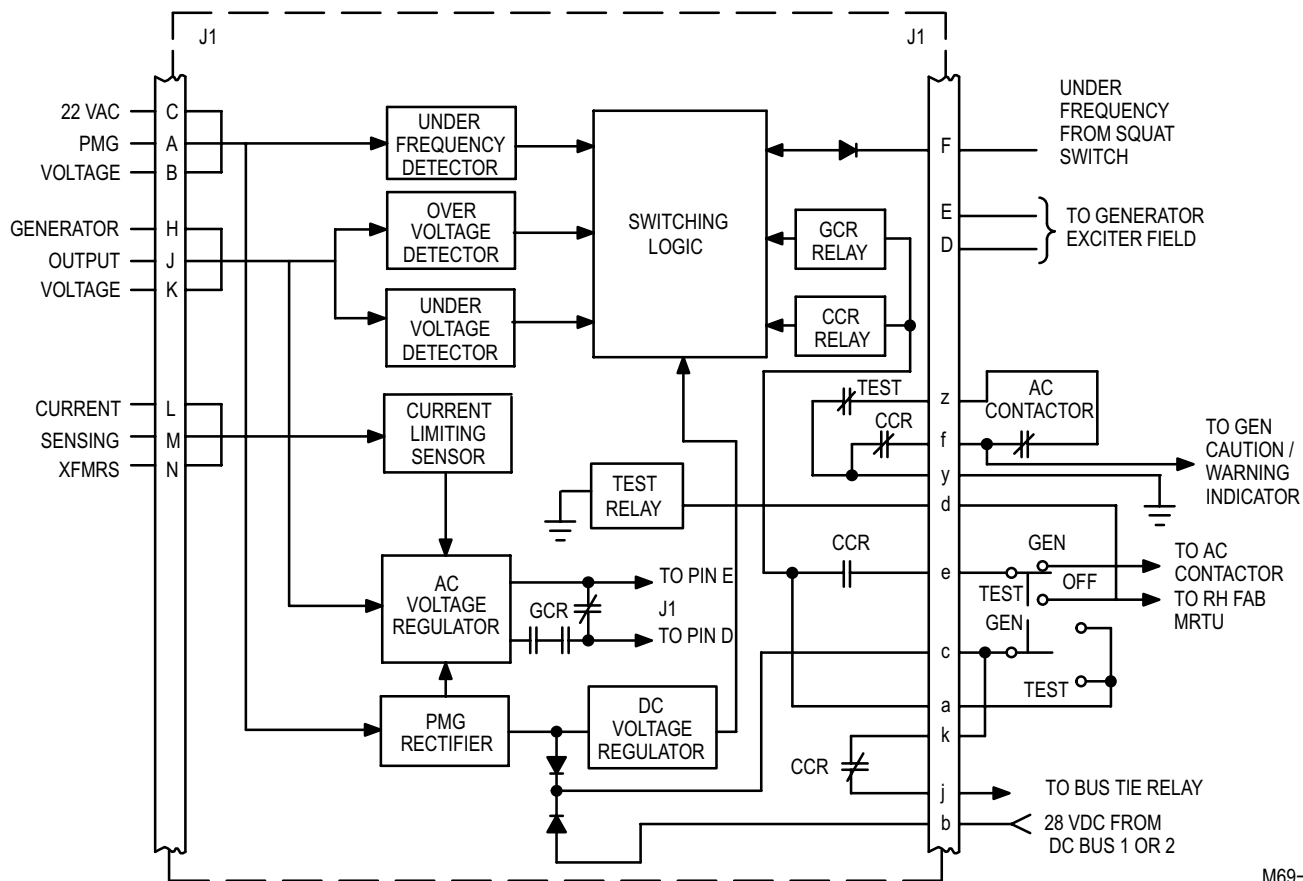 J1
J1
22 VAC
PMG
VOLTAGE
C
A
B
GENERATOR
OUTPUT
VOLTAGE
H
J
K
CURRENT
SENSING
XFMRS
L
M
N
UNDER
FREQUENCY
DETECTOR
OVER
VOLTAGE
DETECTOR
UNDER
VOLTAGE
DETECTOR
SWITCHING
LOGIC
GCR
RELAY
CCR
RELAY
CURRENT
LIMITING
SENSOR
TEST
RELAY
AC
VOLTAGE
REGULATOR
GCR
TO PIN E
J1
TO PIN D
PMG
RECTIFIER
DC
VOLTAGE
REGULATOR
TEST
CCR
CCR
CCR
F
E
D
z
f
y
d
e
c
a
k
j
b
UNDER
FREQUENCY
FROM SQUAT
SWITCH
TO GENERATOR
EXCITER FIELD
AC
CONTACTOR
TO GEN
CAUTION /
WARNING
INDICATOR
GEN
OFF
TEST
TO AC
CONTACTOR
TO RH FAB
MRTU
GEN
TEST
TO BUS TIE RELAY
28 VDC FROM
DC BUS 1 OR 2